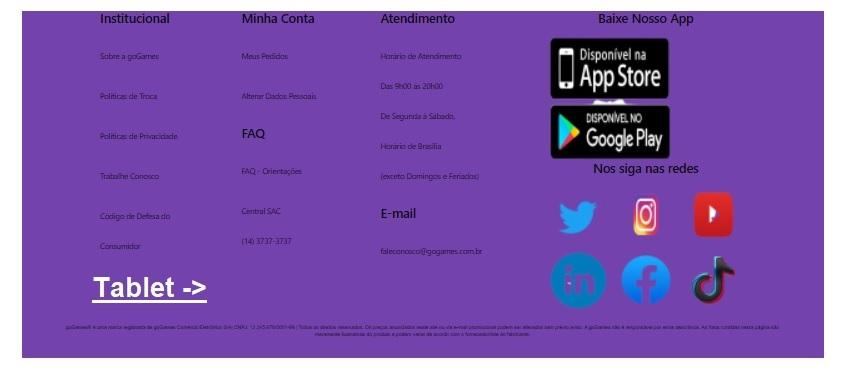 Institucional
Sobre a goGames
Políticas de Troca
Políticas de Privacidade
Trabalhe Conosco
Código de Defesa do
Consumidor
Minha Conta
Meus Pedidos
Alterar Dados Pessoais
FAQ
FAQ - Orientações
Central SAC
(14) 3737-3737
Atendimento
Horário de Atendimento
Das 9h00 às 20h00
De Segunda à Sábado,
Horário de Brasília
(exceto Domingos e Feriados)
E-mail
faleconosco@gogames.com.br
Baixe Nosso App
Disponível na
App Store
DISPONÍVEL NO
Google Play
Nos siga nas redes
in
Tablet ->
goGames® é uma marca registrada de goGames Comércio Eletrônico | Todos os direitos reservados. Os preços anunciados neste site ou via e-mail promocional podem ser alterados sem prévio aviso. A goGames não é responsável por erros descritivos. As fotos contidas nesta página são
meramente ilustrativas do produto e podem variar de acordo com o fornecedor/lote do fabricante.